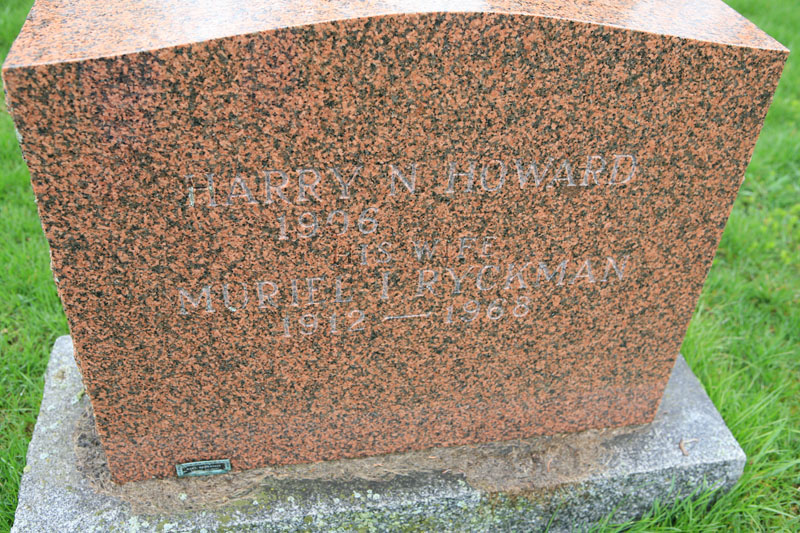 HARRY N HOWARD
1906
HIS WIFE
MURIEL I RYCKMAN
1912 — 1968